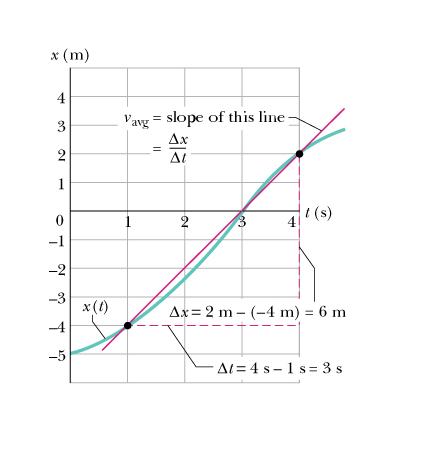 x (m)
4
3
2
1
0
–1
–2
–3
–4
–5
v_avg = slope of this line
= Δx/Δt
1 2 3 4 t (s)
x(t)
Δx = 2 m – (–4 m) = 6 m
Δt = 4 s – 1 s = 3 s